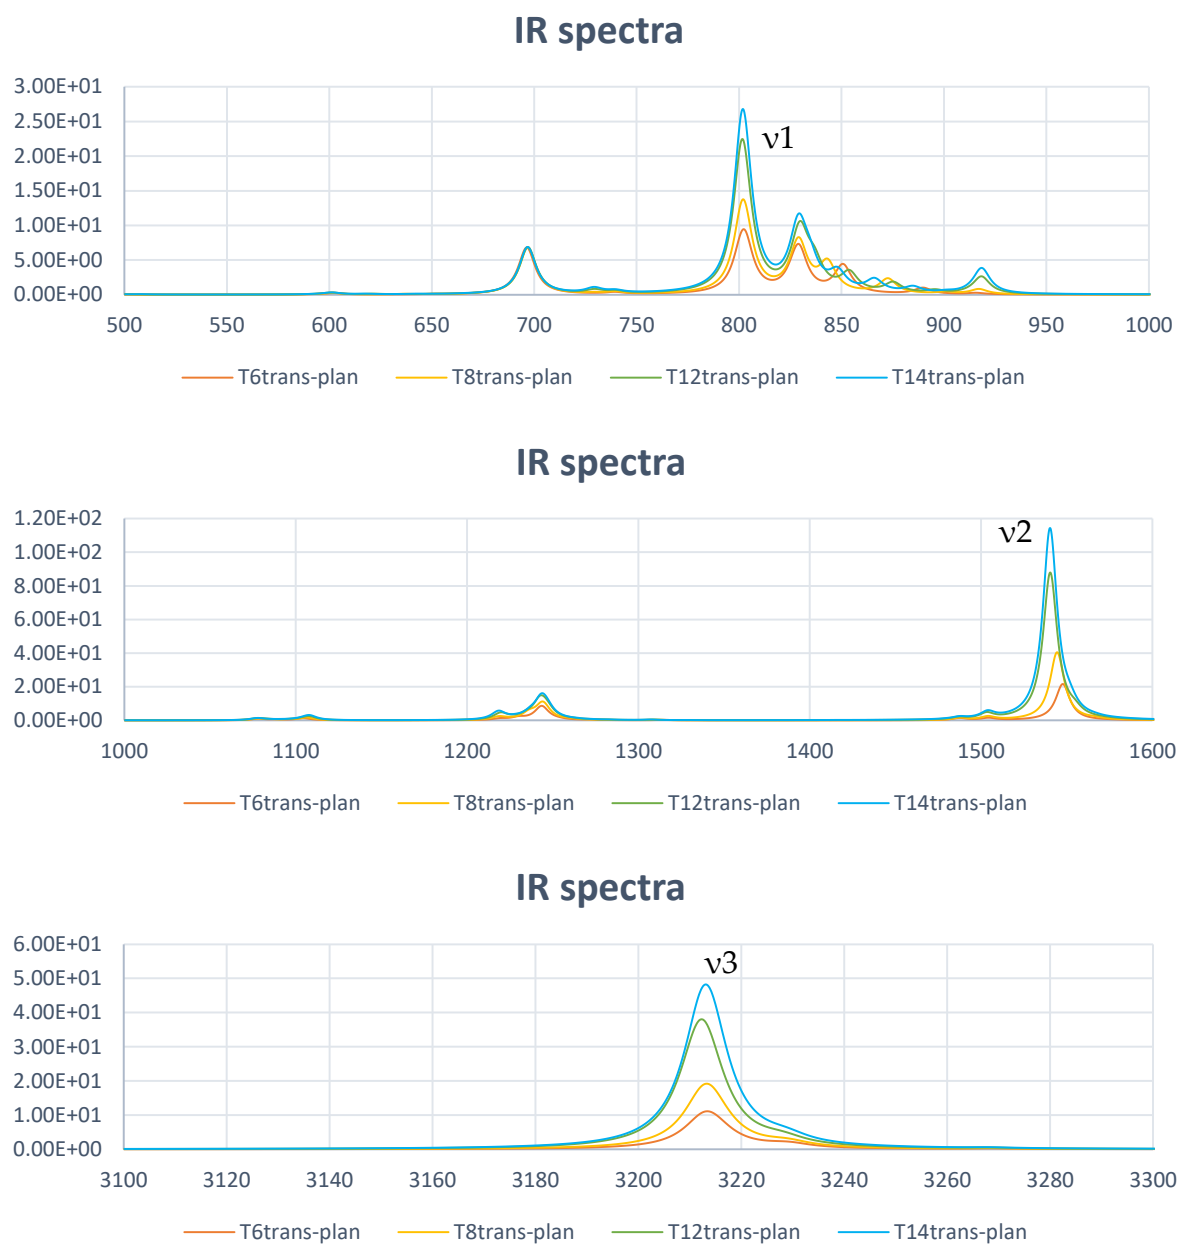 IR spectra
3.00E+01
2.50E+01
2.00E+01
1.50E+01
1.00E+01
5.00E+00
0.00E+00
ν1
500 550 600 650 700 750 800 850 900 950 1000
T6trans-plan T8trans-plan T12trans-plan T14trans-plan
IR spectra
1.20E+02
1.00E+02
8.00E+01
6.00E+01
4.00E+01
2.00E+01
0.00E+00
ν2
1000 1100 1200 1300 1400 1500 1600
T6trans-plan T8trans-plan T12trans-plan T14trans-plan
IR spectra
6.00E+01
5.00E+01
4.00E+01
3.00E+01
2.00E+01
1.00E+01
0.00E+00
ν3
3100 3120 3140 3160 3180 3200 3220 3240 3260 3280 3300
T6trans-plan T8trans-plan T12trans-plan T14trans-plan